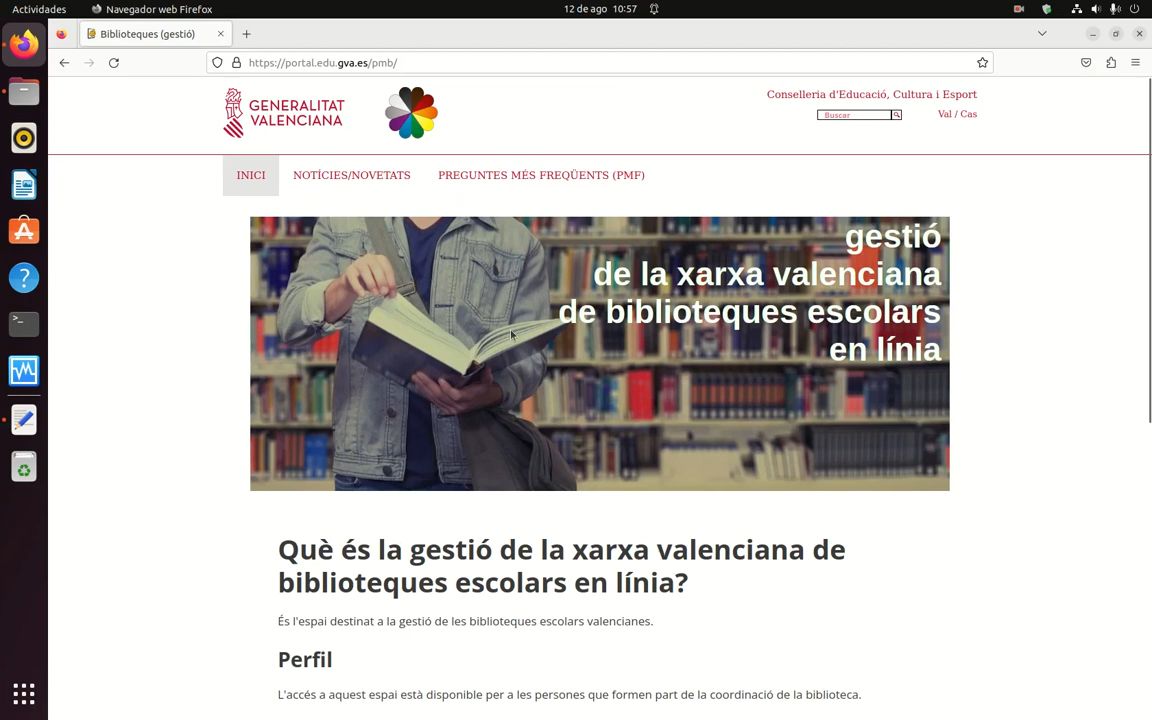 Actividades
Navegador web Firefox
12 de ago 10:57
Biblioteques (gestió)
https://portal.edu.gva.es/pmb/
GENERALITAT
VALENCIANA
Conselleria d'Educació, Cultura i Esport
Buscar
Val / Cas
INICI
NOTÍCIES/NOVETATS
PREGUNTES MÉS FREQÜENTS (PMF)
gestió
de la xarxa valenciana
de biblioteques escolars
en línia
Què és la gestió de la xarxa valenciana de
biblioteques escolars en línia?
És l'espai destinat a la gestió de les biblioteques escolars valencianes.
Perfil
L'accés a aquest espai està disponible per a les persones que formen part de la coordinació de la biblioteca.